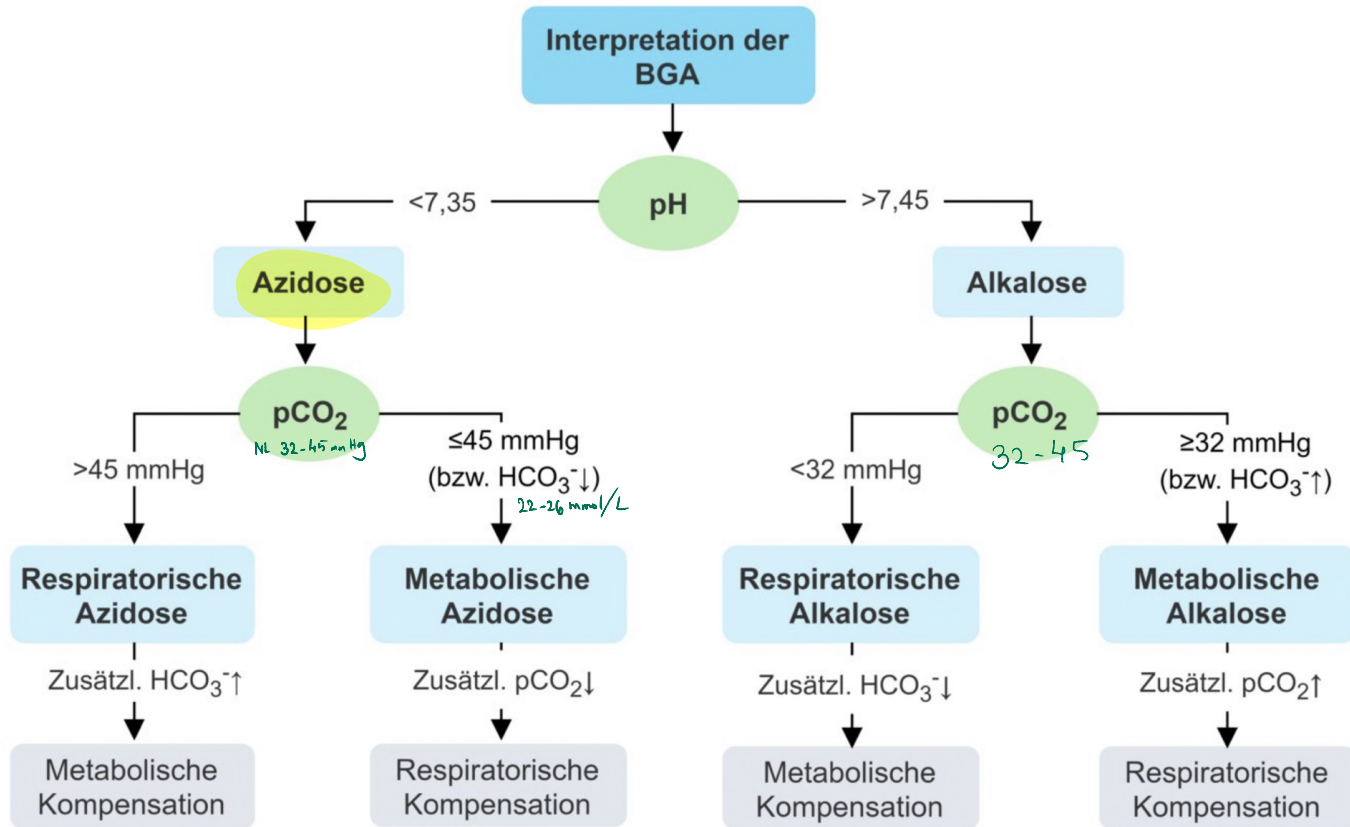 Interpretation der
BGA
<7,35
pH
>7,45
Azidose
Alkalose
pCO₂
NL 32-45 mmHg
>45 mmHg
≤45 mmHg
(bzw. HCO₃⁻↓)
22-26 mmol/L
pCO₂
32-45
<32 mmHg
≥32 mmHg
(bzw. HCO₃⁻↑)
Respiratorische
Azidose
Metabolische
Azidose
Respiratorische
Alkalose
Metabolische
Alkalose
Zusätzl. HCO₃⁻↑
Zusätzl. pCO₂↓
Zusätzl. HCO₃⁻↓
Zusätzl. pCO₂↑
Metabolische
Kompensation
Respiratorische
Kompensation
Metabolische
Kompensation
Respiratorische
Kompensation